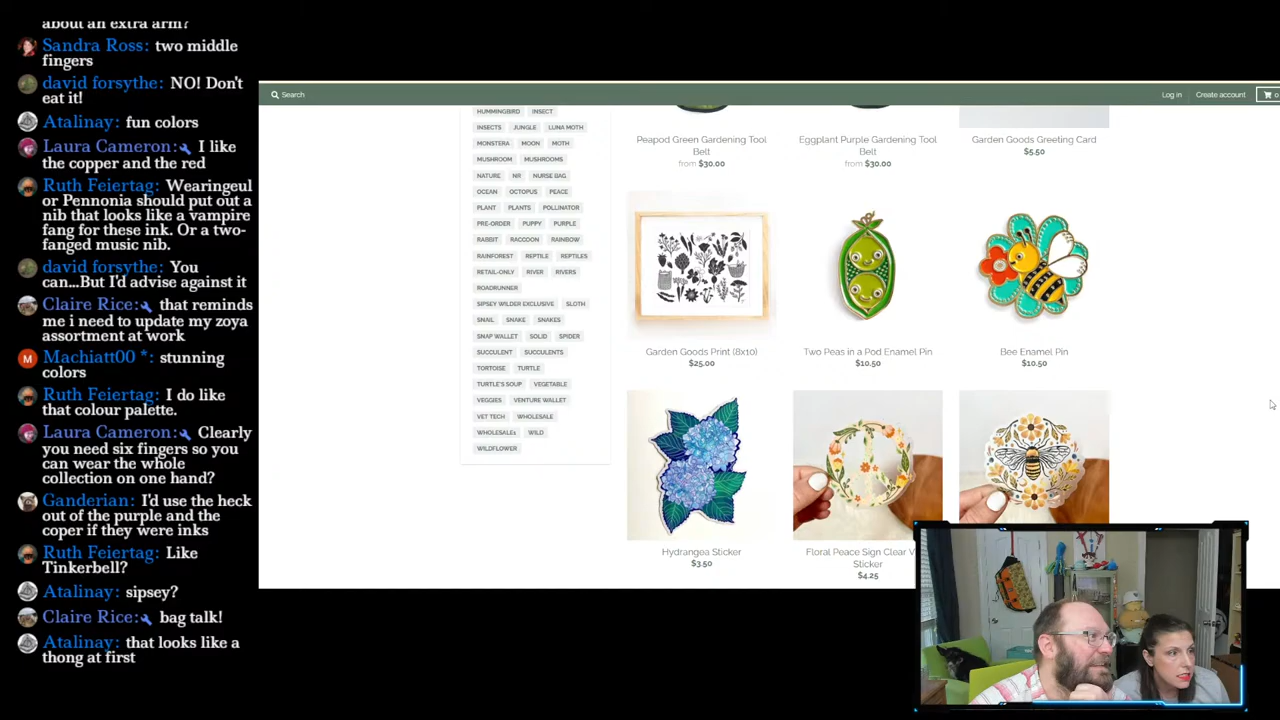 about an extra arm?
Sandra Ross: two middle
fingers
david forsythe: NO! Don't
eat it!
Atalinay: fun colors
Laura Cameron: I like
the copper and the red
Ruth Feiertag: Wearingeul
or Pennonia should put out a
nib that looks like a vampire
fang for these ink. Or a two-
fanged music nib.
david forsythe: You
can...But I'd advise against it
Claire Rice: that reminds
me i need to update my zoya
assortment at work
Machiatt00 *: stunning
colors
Ruth Feiertag: I do like
that colour palette.
Laura Cameron: Clearly
you need six fingers so you
can wear the whole
collection on one hand?
Ganderian: I'd use the heck
out of the purple and the
coper if they were inks
Ruth Feiertag: Like
Tinkerbell?
Atalinay: sipsey?
Claire Rice: bag talk!
Atalinay: that looks like a
thong at first
Search
Log in Create account 0
HUMMINGBIRD INSECT
INSECTS JUNGLE LUNA MOTH
MONSTERA MOON MOTH
MUSHROOM MUSHROOMS
NATURE NR NURSE BAG
OCEAN OCTOPUS PEACE
PLANT PLANTS POLLINATOR
PRE-ORDER PUPPY PURPLE
RABBIT RACCOON RAINBOW
RAINFOREST REPTILE REPTILES
RETAIL-ONLY RIVER RIVERS
ROADRUNNER
SIPSEY WILDER EXCLUSIVE SLOTH
SNAIL SNAKE SNAKES
SNAP WALLET SOLID SPIDER
SUCCULENT SUCCULENTS
TORTOISE TURTLE
TURTLE'S SOUP VEGETABLE
VEGGIES VENTURE WALLET
VET TECH WHOLESALE
WHOLESALE1 WILD
WILDFLOWER
Peapod Green Gardening Tool
Belt
from $30.00
Eggplant Purple Gardening Tool
Belt
from $30.00
Garden Goods Greeting Card
$5.50
Garden Goods Print (8x10)
$25.00
Two Peas in a Pod Enamel Pin
$10.50
Bee Enamel Pin
$10.50
Hydrangea Sticker
$3.50
Floral Peace Sign Clear V
Sticker
$4.25